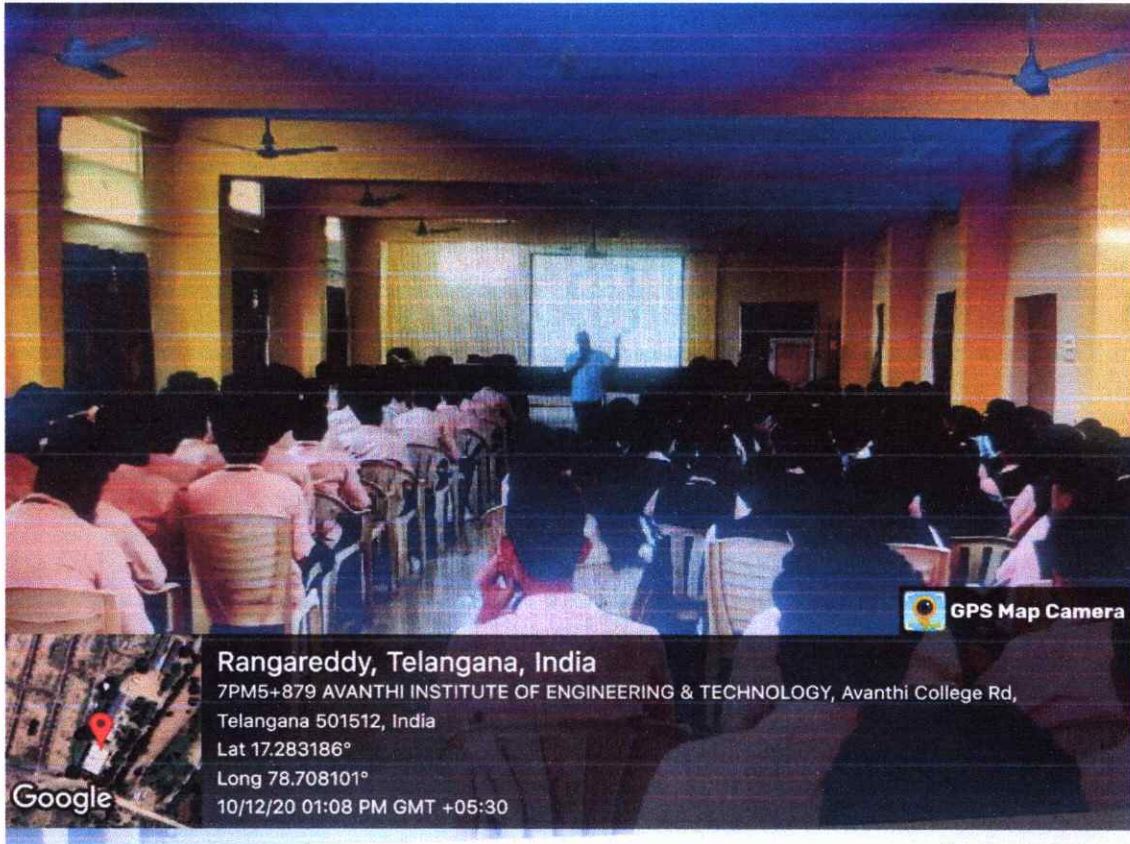 GPS Map Camera
Rangareddy, Telangana, India
7PM5+879 AVANTHI INSTITUTE OF ENGINEERING & TECHNOLOGY, Avanthi College Rd,
Telangana 501512, India
Lat 17.283186°
Long 78.708101°
10/12/20 01:08 PM GMT +05:30
Google